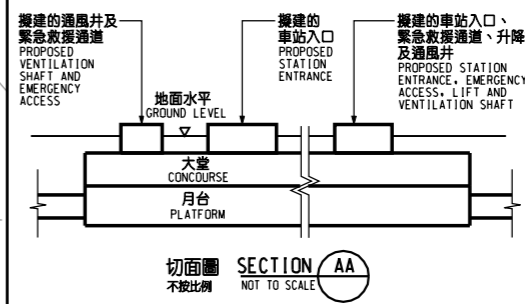 擬建的通風井及
緊急救援通道
PROPOSED
VENTILATION
SHAFT AND
EMERGENCY
ACCESS
擬建的
車站入口
PROPOSED
STATION
ENTRANCE
擬建的車站入口、
緊急救援通道、升降
及通風井
PROPOSED STATION
ENTRANCE, EMERGENCY
ACCESS, LIFT AND
VENTILATION SHAFT
地面水平
GROUND LEVEL
大堂
CONCOURSE
月台
PLATFORM
切面圖 SECTION AA
不按比例 NOT TO SCALE